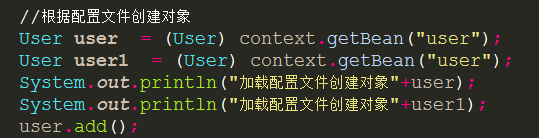 //根据配置文件创建对象
User user  = (User) context.getBean("user");
User user1  = (User) context.getBean("user");
System.out.println("加载配置文件创建对象"+user);
System.out.println("加载配置文件创建对象"+user1);
user.add();